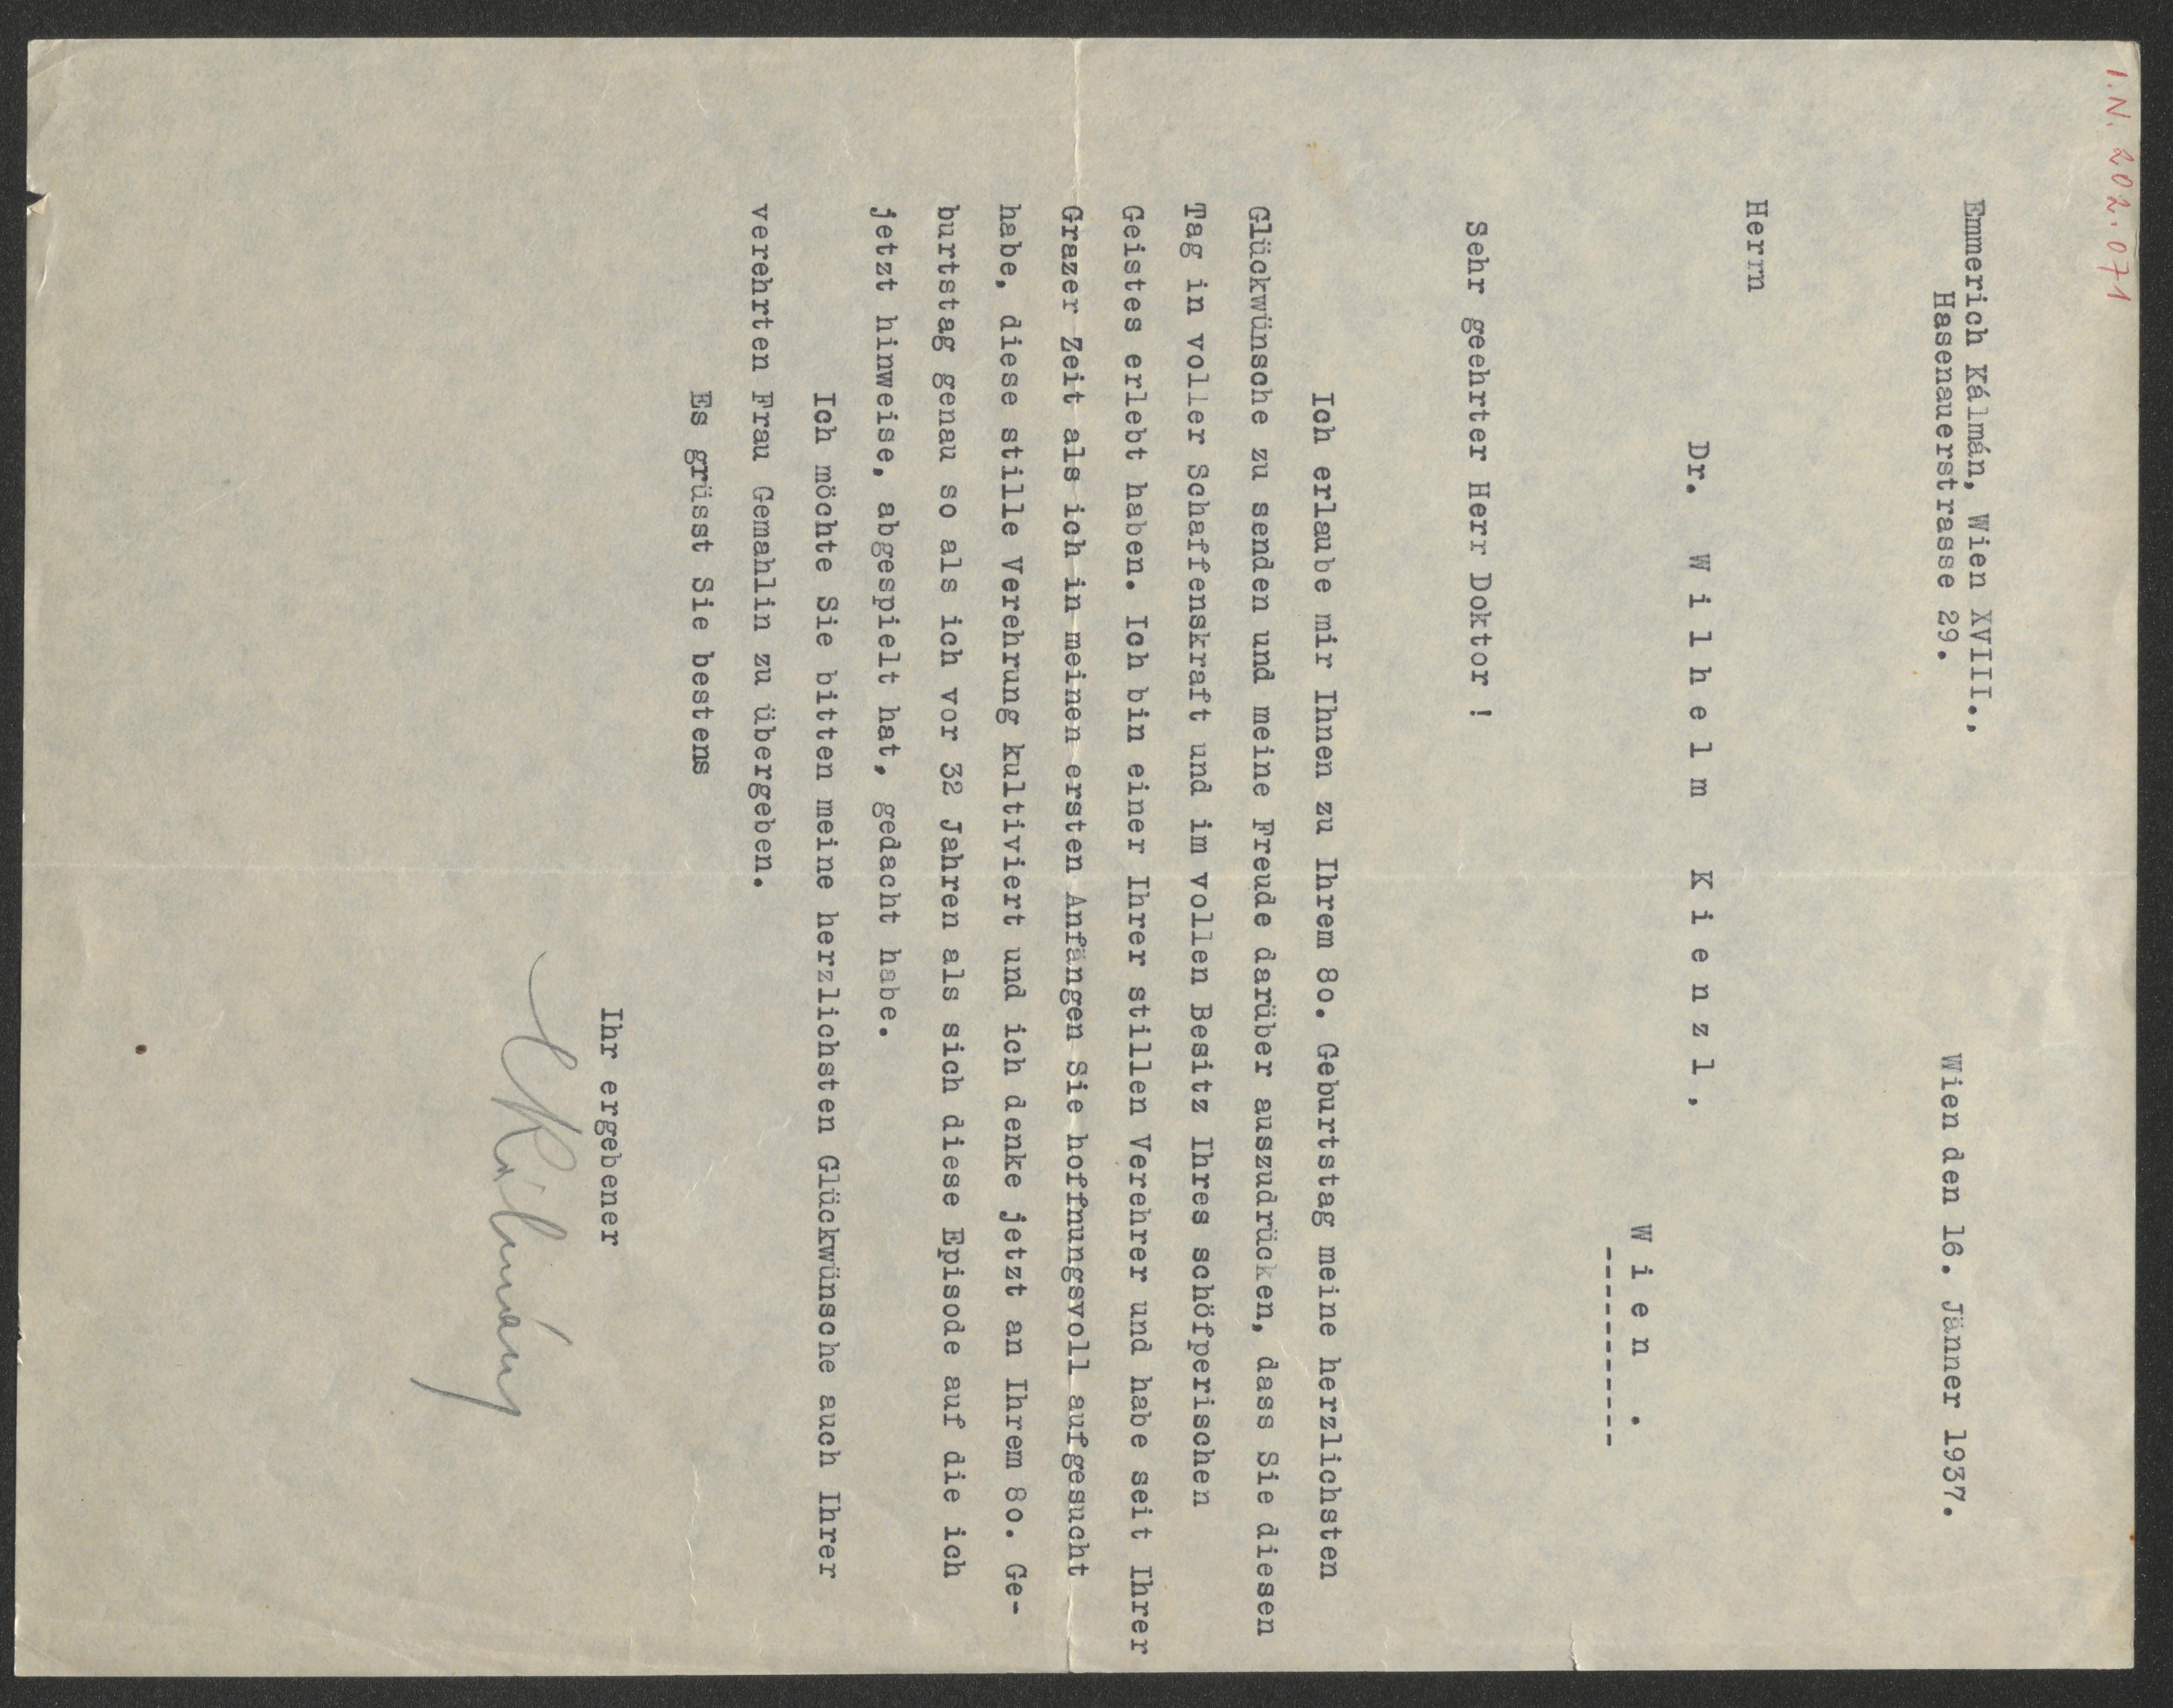 I.N. 202.071
Emmerich Kálmán, Wien XVIII.,
Hasenauerstrasse 29.
Wien den 16. Jänner 1937.
Herrn
Dr. W i l h e l m  K i e n z l ,
W i e n .
-----------
Sehr geehrter Herr Doktor !
Ich erlaube mir Ihnen zu Ihrem 80. Geburtstag meine herzlichsten
Glückwünsche zu senden und meine Freude darüber auszudrücken, dass Sie diesen
Tag in voller Schaffenskraft und im vollen Besitz Ihres schöfperischen
Geistes erlebt haben. Ich bin einer Ihrer stillen Verehrer und habe seit Ihrer
Grazer Zeit als ich in meinen ersten Anfängen Sie hoffnungsvoll aufgesucht
habe, diese stille Verehrung kultiviert und ich denke jetzt an Ihrem 80. Ge-
burtstag genau so als ich vor 32 Jahren als sich diese Episode auf die ich
jetzt hinweise, abgespielt hat, gedacht habe.
Ich möchte Sie bitten meine herzlichsten Glückwünsche auch Ihrer
verehrten Frau Gemahlin zu übergeben.
Es grüsst Sie bestens
Ihr ergebener
EKálmán